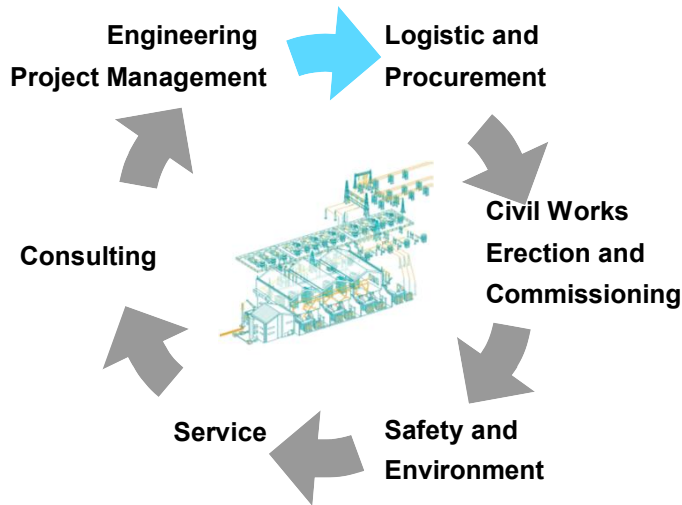 Engineering
Project Management
Logistic and
Procurement
Civil Works
Erection and
Commissioning
Safety and
Environment
Service
Consulting